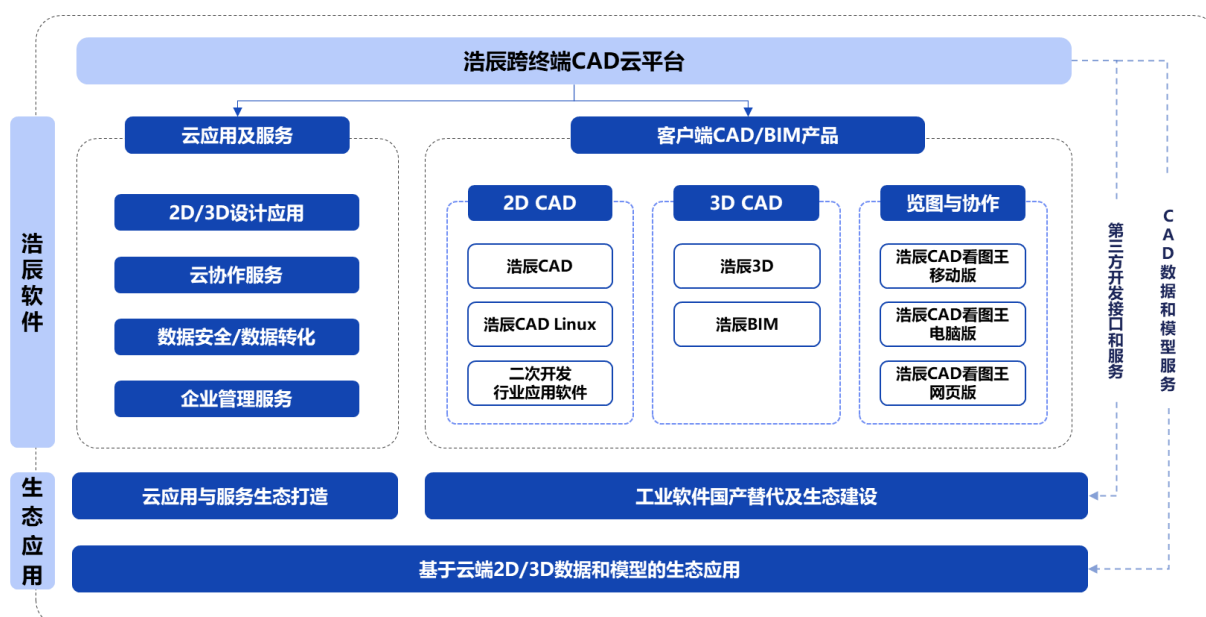 浩辰跨终端CAD云平台
浩辰软件
云应用及服务
2D/3D设计应用
云协作服务
数据安全/数据转化
企业管理服务
客户端CAD/BIM产品
2D CAD
浩辰CAD
浩辰CAD Linux
二次开发
行业应用软件
3D CAD
浩辰3D
浩辰BIM
览图与协作
浩辰CAD看图王
移动版
浩辰CAD看图王
电脑版
浩辰CAD看图王
网页版
第三方开发接口和服务
CAD数据和模型服务
生态应用
云应用与服务生态打造
工业软件国产替代及生态建设
基于云端2D/3D数据和模型的生态应用